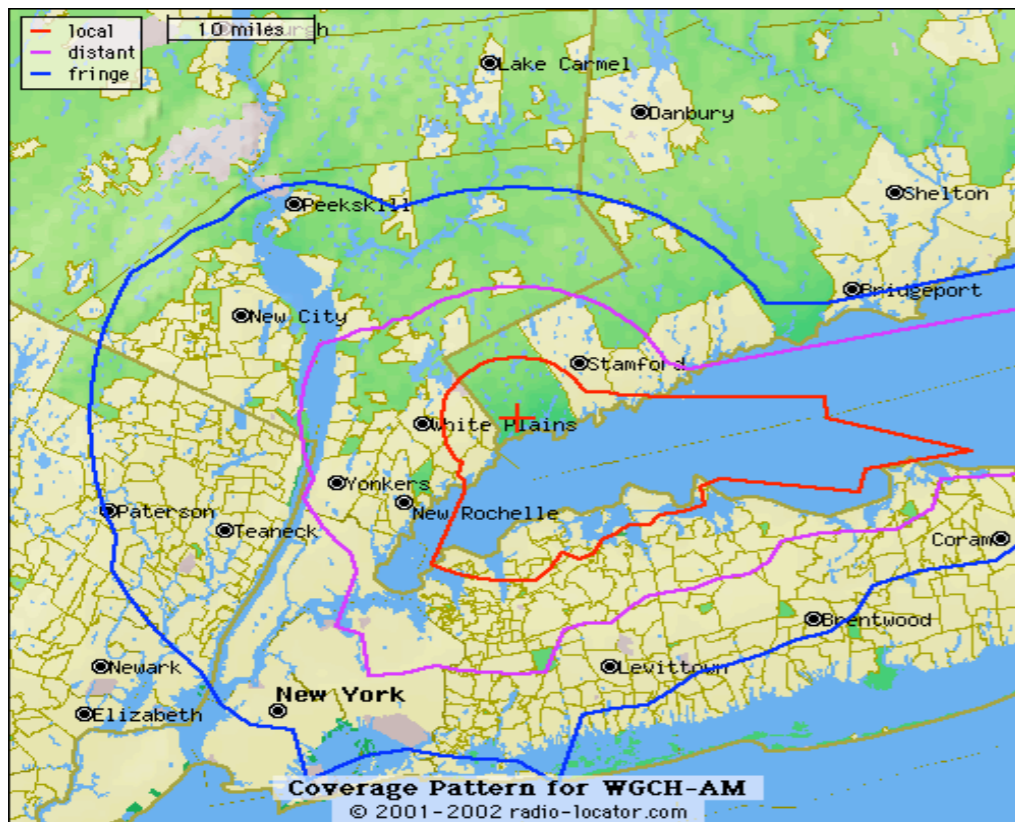 local
distant
fringe
10 miles
Lake Carmel
Danbury
Shelton
Peekskill
Bridgeport
New City
Stamford
White Plains
Yonkers
New Rochelle
Paterson
Teaneck
Coram
Brentwood
Newark
Levittown
New York
Elizabeth
Coverage Pattern for WGCH-AM
© 2001-2002 radio-locator.com